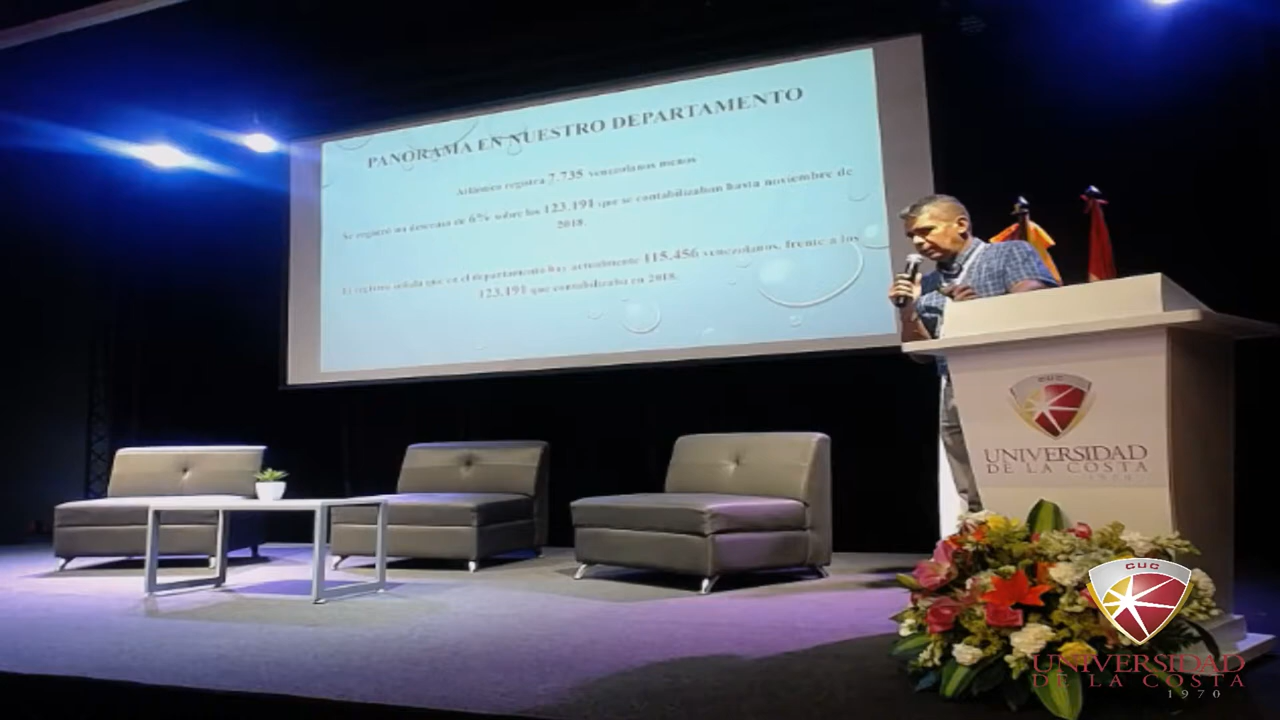 PANORAMA EN NUESTRO DEPARTAMENTO
Atlántico registra 7.735 venezolanos menos
Se registró un descenso de 6% sobre los 123.191 que se contabilizaban hasta noviembre de
2018.
El registro señala que en el departamento hay actualmente 115.456 venezolanos, frente a los
123.191 que contabilizaba en 2018.
CUC
UNIVERSIDAD
DE LA COSTA
1970
CUC
UNIVERSIDAD
DE LA COSTA
1970